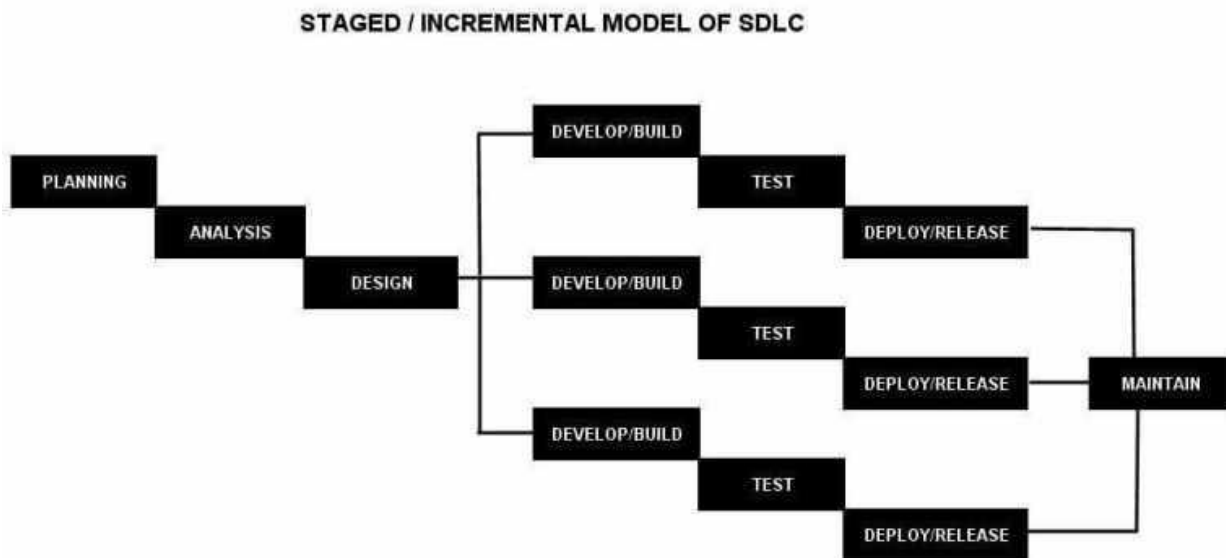 STAGED / INCREMENTAL MODEL OF SDLC
PLANNING
ANALYSIS
DESIGN
DEVELOP/BUILD
TEST
DEPLOY/RELEASE
DEVELOP/BUILD
TEST
DEPLOY/RELEASE
DEVELOP/BUILD
TEST
DEPLOY/RELEASE
MAINTAIN